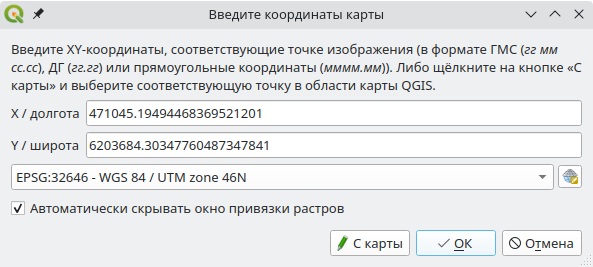 Введите координаты карты
Введите XY-координаты, соответствующие точке изображения (в формате ГМС (гг мм
сс.сс), ДГ (гг.гг) или прямоугольные координаты (мммм.мм)). Либо щёлкните на кнопке «С
карты» и выберите соответствующую точку в области карты QGIS.
X / долгота 471045.19494468369521201
Y / широта 6203684.30347760487347841
EPSG:32646 - WGS 84 / UTM zone 46N
Автоматически скрывать окно привязки растров
С карты ОК Отмена